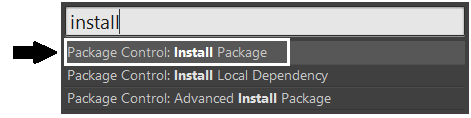 install
Package Control: Install Package
Package Control: Install Local Dependency
Package Control: Advanced Install Package